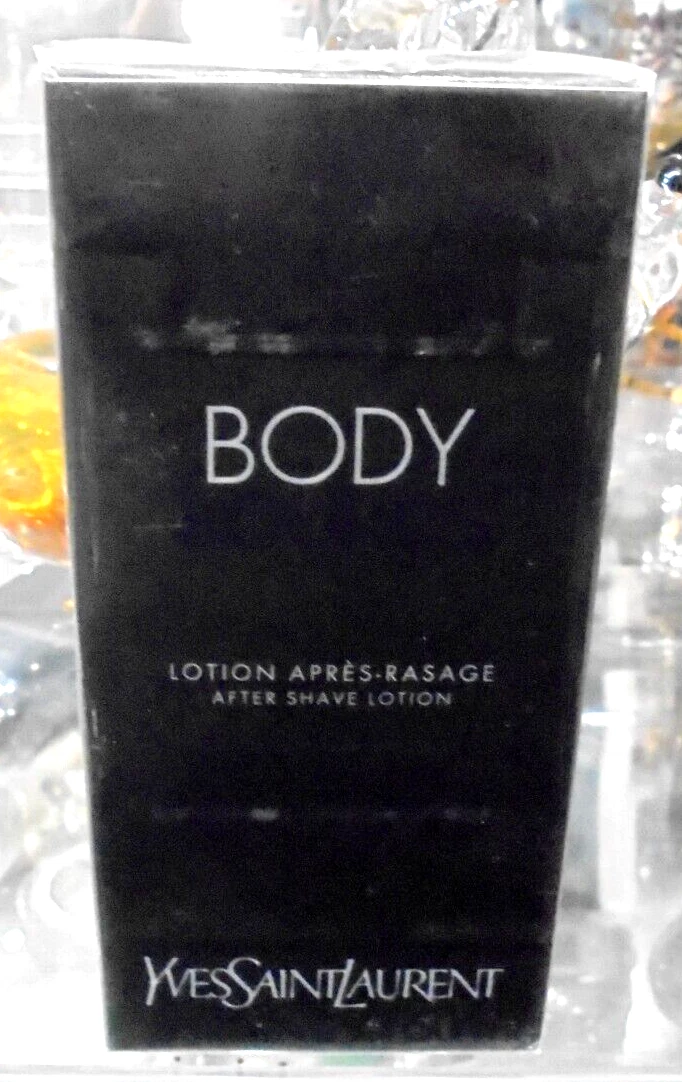 BODY
LOTION APRÈS-RASAGE
AFTER SHAVE LOTION
YVESSAINTLAURENT